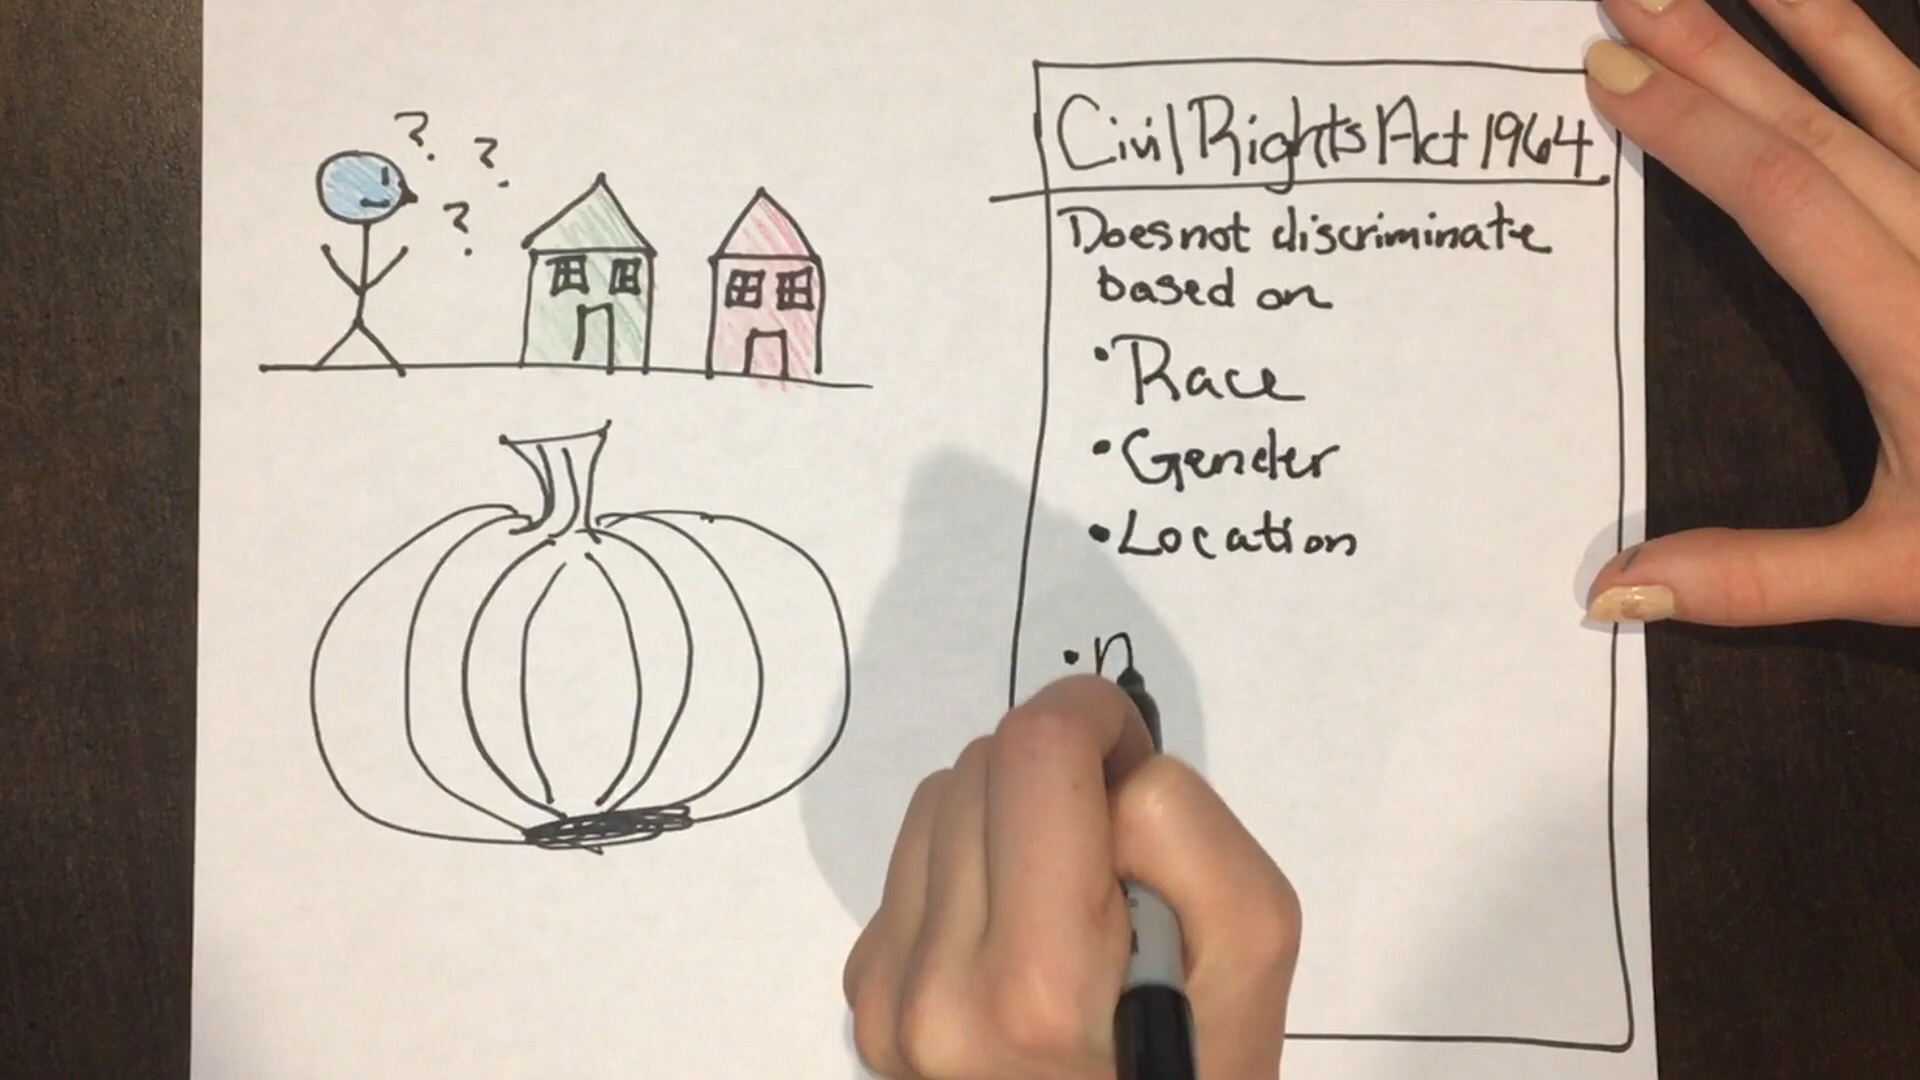 ? ? ?
Civil Rights Act 1964
Does not discriminate
based on
• Race
• Gender
• Location
• n